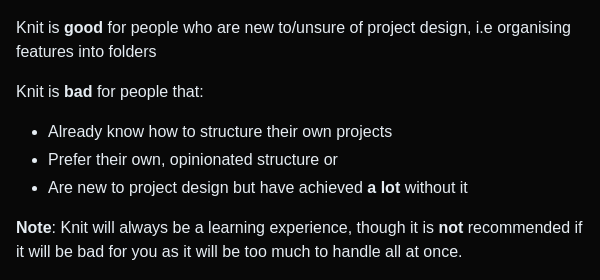 Knit is good for people who are new to/unsure of project design, i.e organising
features into folders
Knit is bad for people that:
• Already know how to structure their own projects
• Prefer their own, opinionated structure or
• Are new to project design but have achieved a lot without it
Note: Knit will always be a learning experience, though it is not recommended if
it will be bad for you as it will be too much to handle all at once.